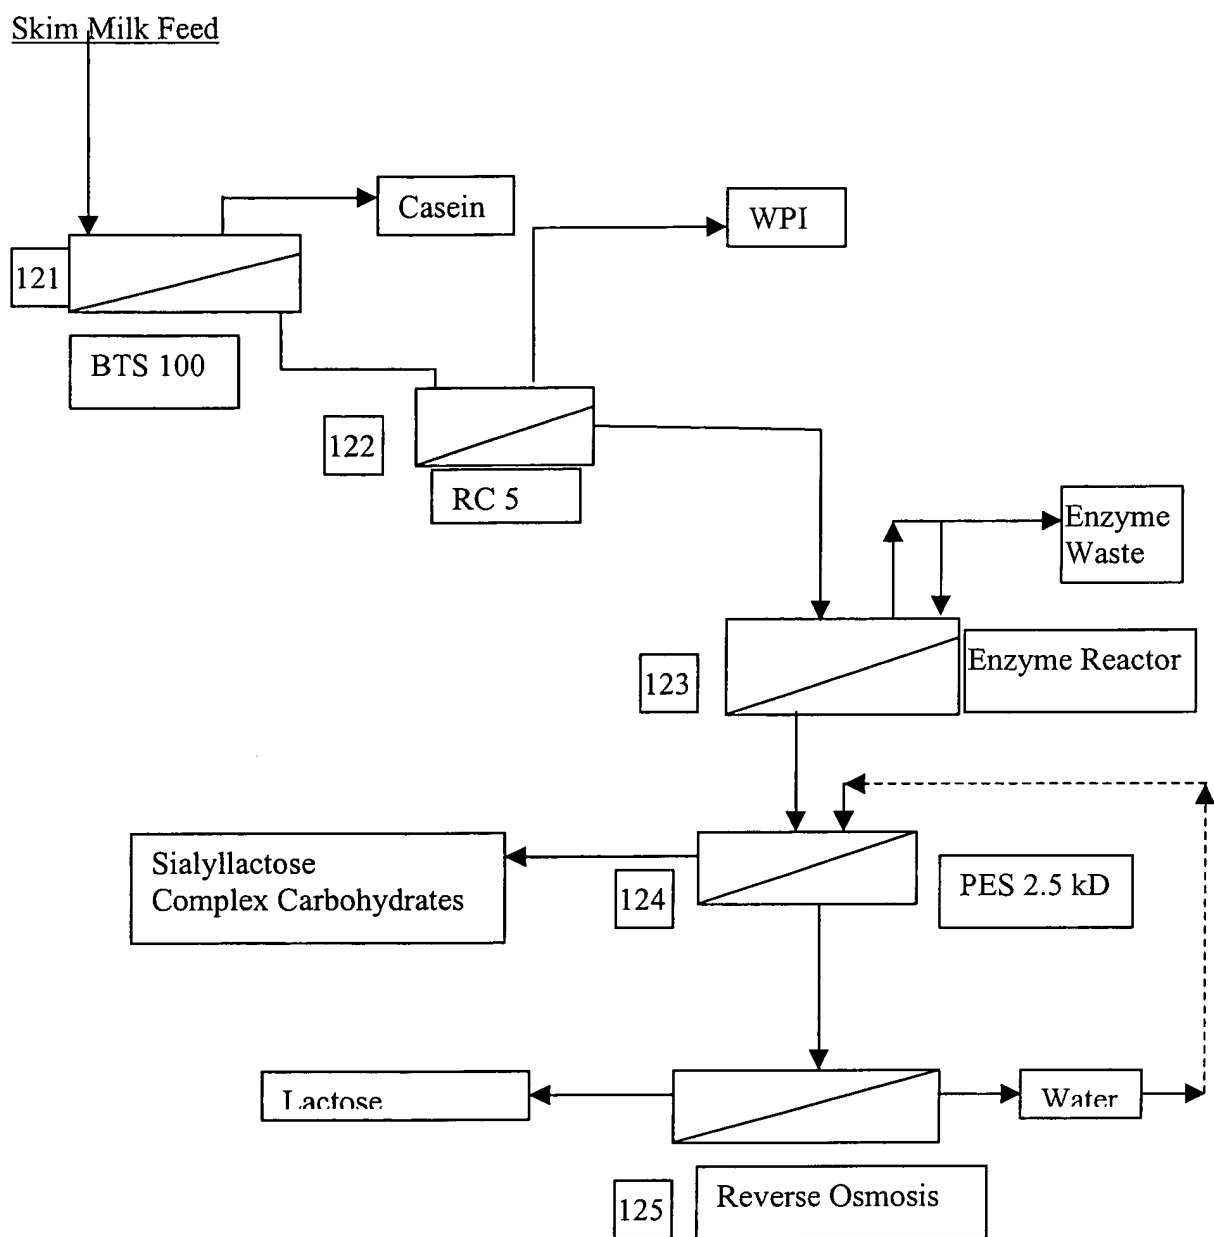 Skim Milk Feed
Casein
WPI
121
BTS 100
122
RC 5
Enzyme
Waste
123
Enzyme Reactor
Sialyllactose
Complex Carbohydrates
124
PES 2.5 kD
Lactose
Water
125
Reverse Osmosis